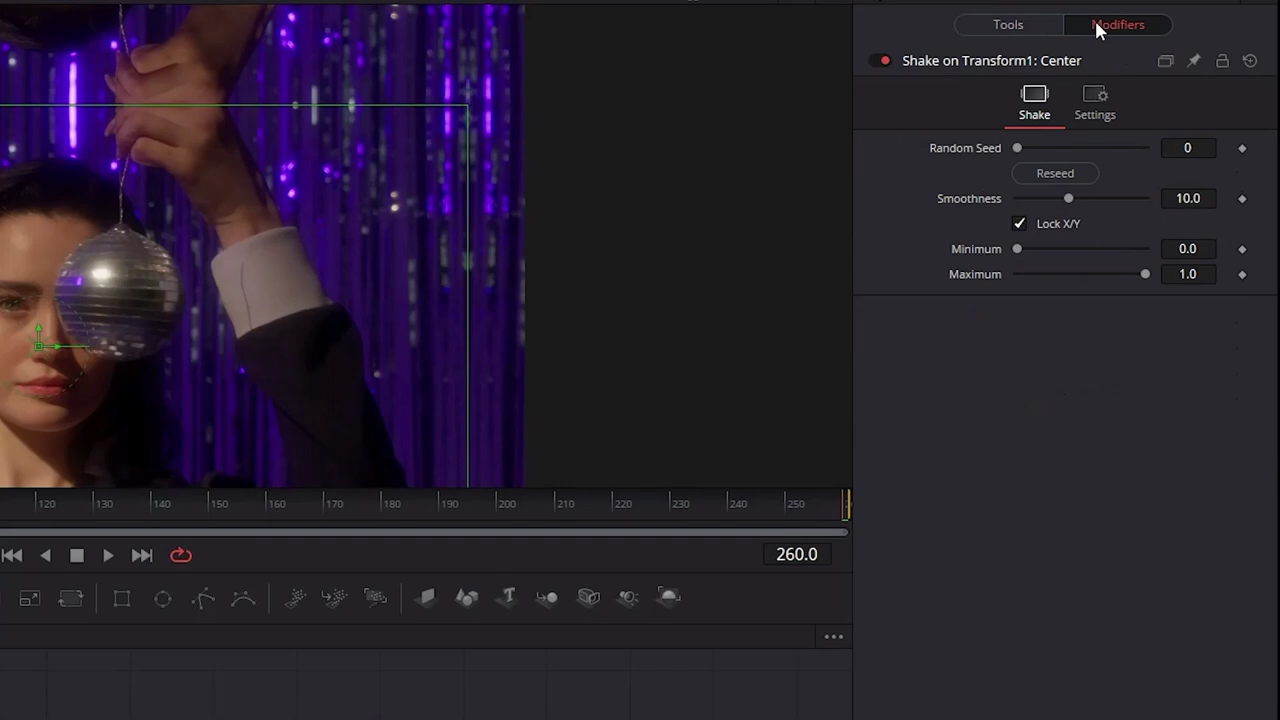 Tools Modifiers
Shake on Transform1: Center
Shake Settings
Random Seed 0
Reseed
Smoothness 10.0
Lock X/Y
Minimum 0.0
Maximum 1.0
120 130 140 150 160 170 180 190 200 210 220 230 240 250
260.0